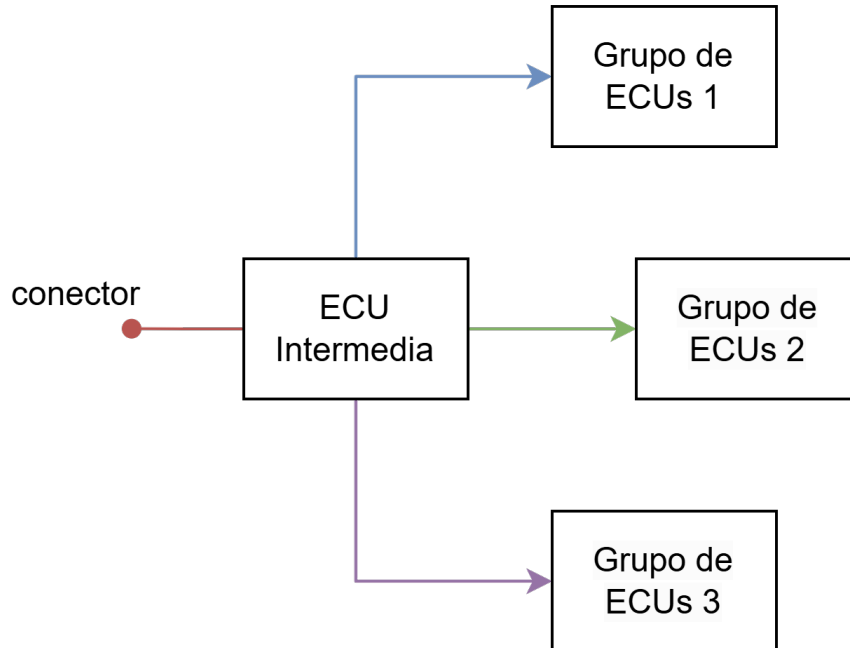 Grupo de
ECUs 1
conector
ECU
Intermedia
Grupo de
ECUs 2
Grupo de
ECUs 3